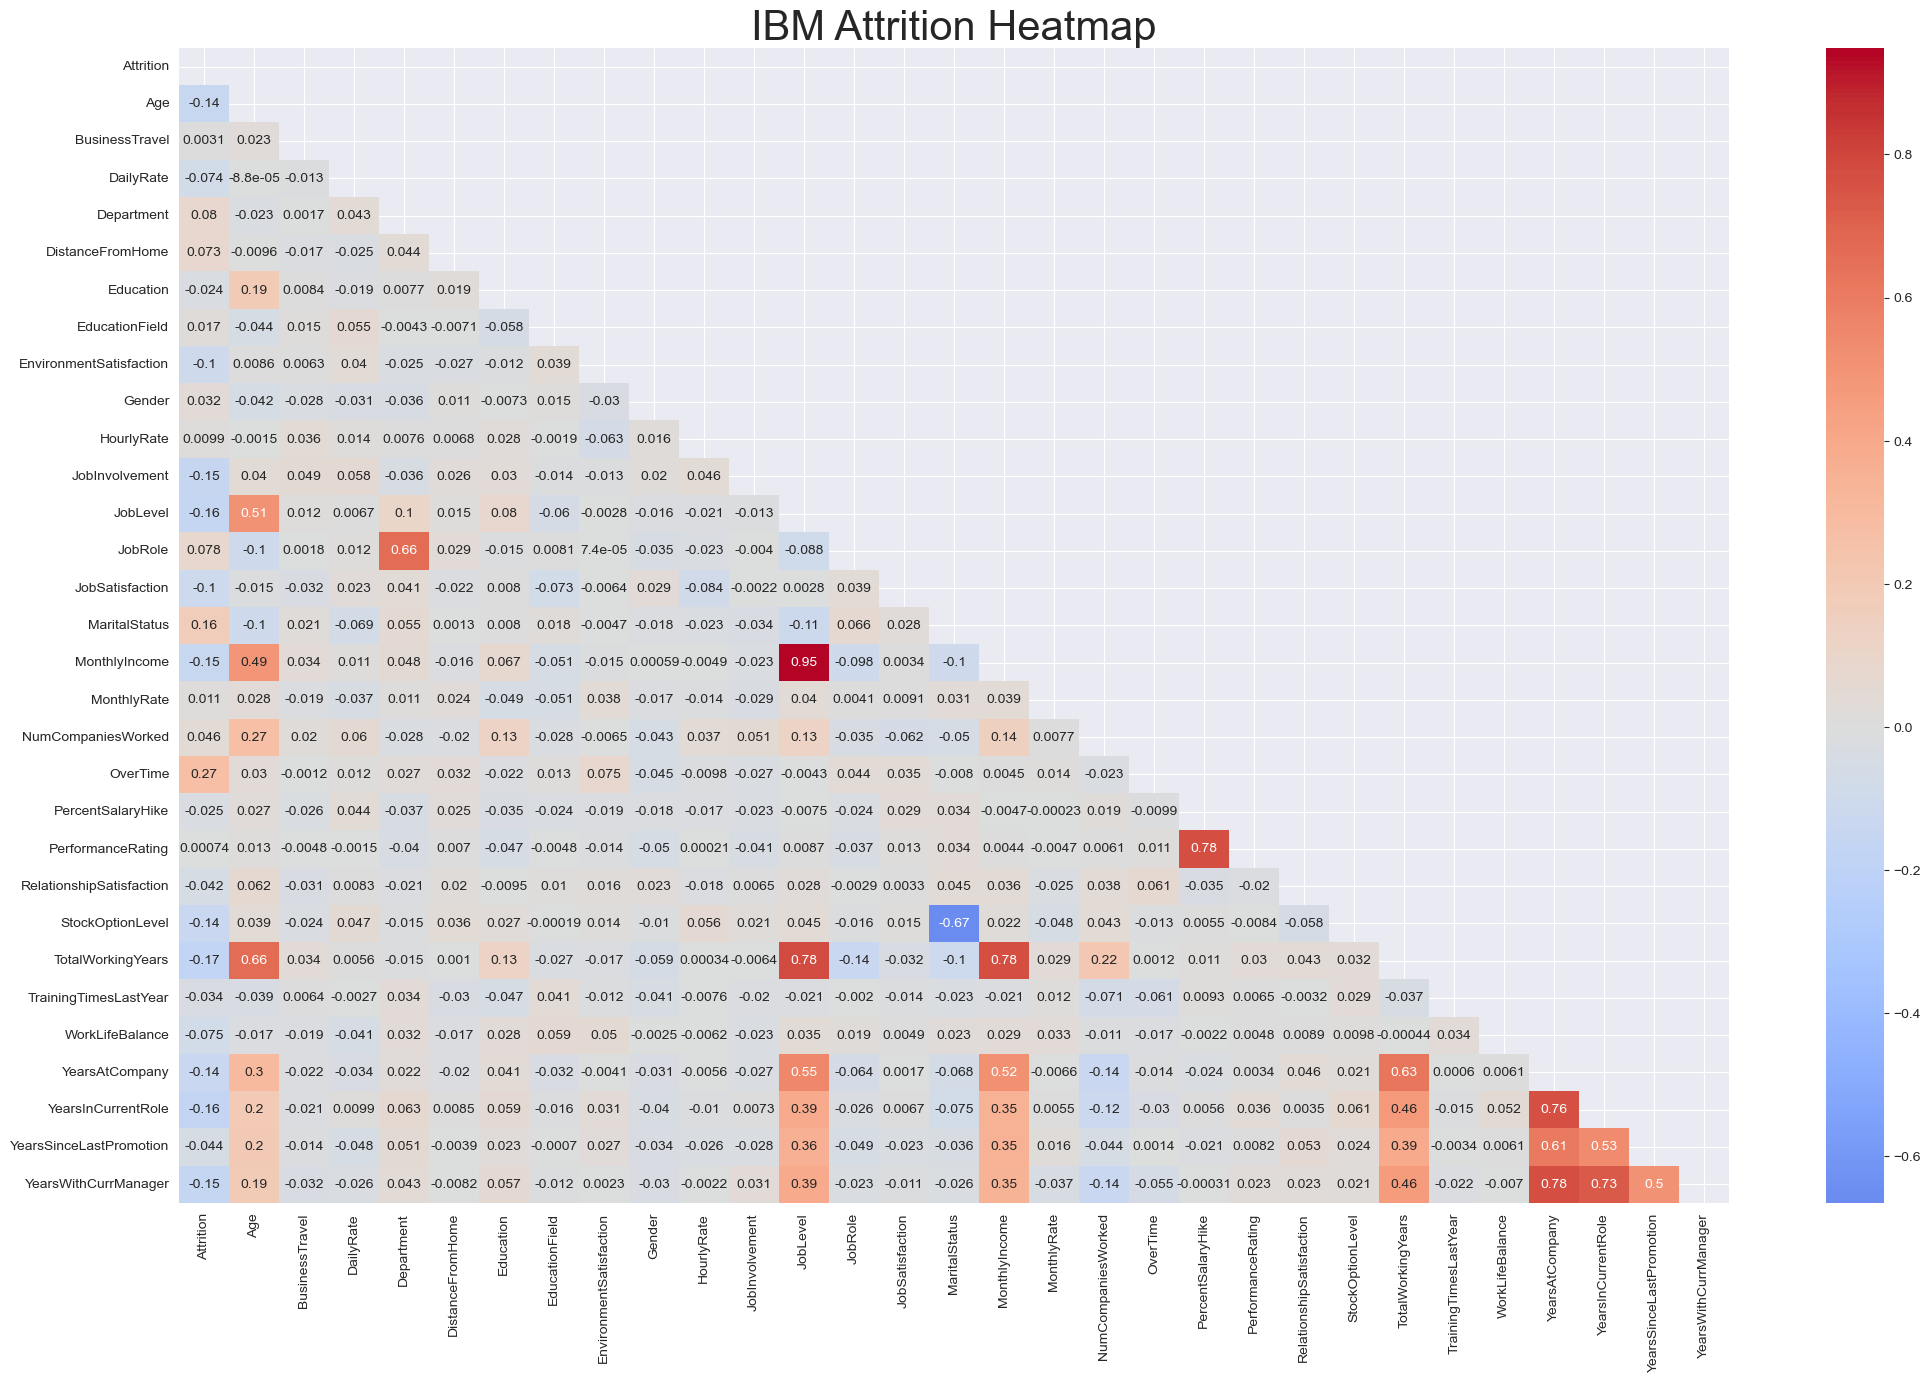 IBM Attrition Heatmap
Attrition
Age -0.14
BusinessTravel 0.0031 0.023
DailyRate -0.074 -8.8e-05 -0.013
0.8
Department 0.08 -0.023 0.0017 0.043
DistanceFromHome 0.073 -0.0096 -0.017 -0.025 0.044
Education -0.024 0.19 0.0084 -0.019 0.0077 0.019
0.6
EducationField 0.017 -0.044 0.015 0.055 -0.0043 -0.0071 -0.058
EnvironmentSatisfaction -0.1 0.0086 0.0063 0.04 -0.025 -0.027 -0.012 0.039
Gender 0.032 -0.042 -0.028 -0.031 -0.036 0.011 -0.0073 0.015 -0.03
HourlyRate 0.0099 -0.0015 0.036 0.014 0.0076 0.0068 0.028 -0.0019 -0.063 0.016
0.4
JobInvolvement -0.15 0.04 0.049 0.058 -0.036 0.026 0.03 -0.014 -0.013 0.02 0.046
JobLevel -0.16 0.51 0.012 0.0067 0.1 0.015 0.08 -0.06 -0.0028 -0.016 -0.021 -0.013
JobRole 0.078 -0.1 0.0018 0.012 0.66 0.029 -0.015 0.0081 7.4e-05 -0.035 -0.023 -0.004 -0.088
JobSatisfaction -0.1 -0.015 -0.032 0.023 0.041 -0.022 0.008 -0.073 -0.0064 0.029 -0.084 -0.0022 0.0028 0.039
0.2
MaritalStatus 0.16 -0.1 0.021 -0.069 0.055 0.0013 0.008 0.018 -0.0047 -0.018 -0.023 -0.034 -0.11 0.066 0.028
MonthlyIncome -0.15 0.49 0.034 0.011 0.048 -0.016 0.067 -0.051 -0.015 0.00059 -0.0049 -0.023 0.95 -0.098 0.0034 -0.1
MonthlyRate 0.011 0.028 -0.019 -0.037 0.011 0.024 -0.049 -0.051 0.038 -0.017 -0.014 -0.029 0.04 0.0041 0.0091 0.031 0.039
0.0
NumCompaniesWorked 0.046 0.27 0.02 0.06 -0.028 -0.02 0.13 -0.028 -0.0065 -0.043 0.037 0.051 0.13 -0.035 -0.062 -0.05 0.14 0.0077
OverTime 0.27 0.03 -0.0012 0.012 0.027 0.032 -0.022 0.013 0.075 -0.045 -0.0098 -0.027 -0.0043 0.044 0.035 -0.008 0.0045 0.014 -0.023
PercentSalaryHike -0.025 0.027 -0.026 0.044 -0.037 0.025 -0.035 -0.024 -0.019 -0.018 -0.017 -0.023 -0.0075 -0.024 0.029 0.034 -0.0047 -0.00023 0.019 -0.0099
PerformanceRating 0.00074 0.013 -0.0048 -0.0015 -0.04 0.007 -0.047 -0.0048 -0.014 -0.05 0.00021 -0.041 0.0087 -0.037 0.013 0.034 0.0044 -0.0047 0.0061 0.011 0.78
−0.2
RelationshipSatisfaction -0.042 0.062 -0.031 0.0083 -0.021 0.02 -0.0095 0.01 0.016 0.023 -0.018 0.0065 0.028 -0.0029 0.0033 0.045 0.036 -0.025 0.038 0.061 -0.035 -0.02
StockOptionLevel -0.14 0.039 -0.024 0.047 -0.015 0.036 0.027 -0.00019 0.014 -0.01 0.056 0.021 0.045 -0.016 0.015 -0.67 0.022 -0.048 0.043 -0.013 0.0055 -0.0084 -0.058
TotalWorkingYears -0.17 0.66 0.034 0.0056 -0.015 0.001 0.13 -0.027 -0.017 -0.059 0.00034 -0.0064 0.78 -0.14 -0.032 -0.1 0.78 0.029 0.22 0.0012 0.011 0.03 0.043 0.032
TrainingTimesLastYear -0.034 -0.039 0.0064 -0.0027 0.034 -0.03 -0.047 0.041 -0.012 -0.041 -0.0076 -0.02 -0.021 -0.002 -0.014 -0.023 -0.021 0.012 -0.071 -0.061 0.0093 0.0065 -0.0032 0.029 -0.037
−0.4
WorkLifeBalance -0.075 -0.017 -0.019 -0.041 0.032 -0.017 0.028 0.059 0.05 -0.0025 -0.0062 -0.023 0.035 0.019 0.0049 0.023 0.029 0.033 -0.011 -0.017 -0.0022 0.0048 0.0089 0.0098 -0.00044 0.034
YearsAtCompany -0.14 0.3 -0.022 -0.034 0.022 -0.02 0.041 -0.032 -0.0041 -0.031 -0.0056 -0.027 0.55 -0.064 0.0017 -0.068 0.52 -0.0066 -0.14 -0.014 -0.024 0.0034 0.046 0.021 0.63 0.0006 0.0061
YearsInCurrentRole -0.16 0.2 -0.021 0.0099 0.063 0.0085 0.059 -0.016 0.031 -0.04 -0.01 0.0073 0.39 -0.026 0.0067 -0.075 0.35 0.0055 -0.12 -0.03 0.0056 0.036 0.0035 0.061 0.46 -0.015 0.052 0.76
YearsSinceLastPromotion -0.044 0.2 -0.014 -0.048 0.051 -0.0039 0.023 -0.0007 0.027 -0.034 -0.026 -0.028 0.36 -0.049 -0.023 -0.036 0.35 0.016 -0.044 0.0014 -0.021 0.0082 0.053 0.024 0.39 -0.0034 0.0061 0.61 0.53
−0.6
YearsWithCurrManager -0.15 0.19 -0.032 -0.026 0.043 -0.0082 0.057 -0.012 0.0023 -0.03 -0.0022 0.031 0.39 -0.023 -0.011 -0.026 0.35 -0.037 -0.14 -0.055 -0.00031 0.023 0.023 0.021 0.46 -0.022 -0.007 0.78 0.73 0.5
Attrition
Age
BusinessTravel
DailyRate
Department
DistanceFromHome
Education
EducationField
EnvironmentSatisfaction
Gender
HourlyRate
JobInvolvement
JobLevel
JobRole
JobSatisfaction
MaritalStatus
MonthlyIncome
MonthlyRate
NumCompaniesWorked
OverTime
PercentSalaryHike
PerformanceRating
RelationshipSatisfaction
StockOptionLevel
TotalWorkingYears
TrainingTimesLastYear
WorkLifeBalance
YearsAtCompany
YearsInCurrentRole
YearsSinceLastPromotion
YearsWithCurrManager